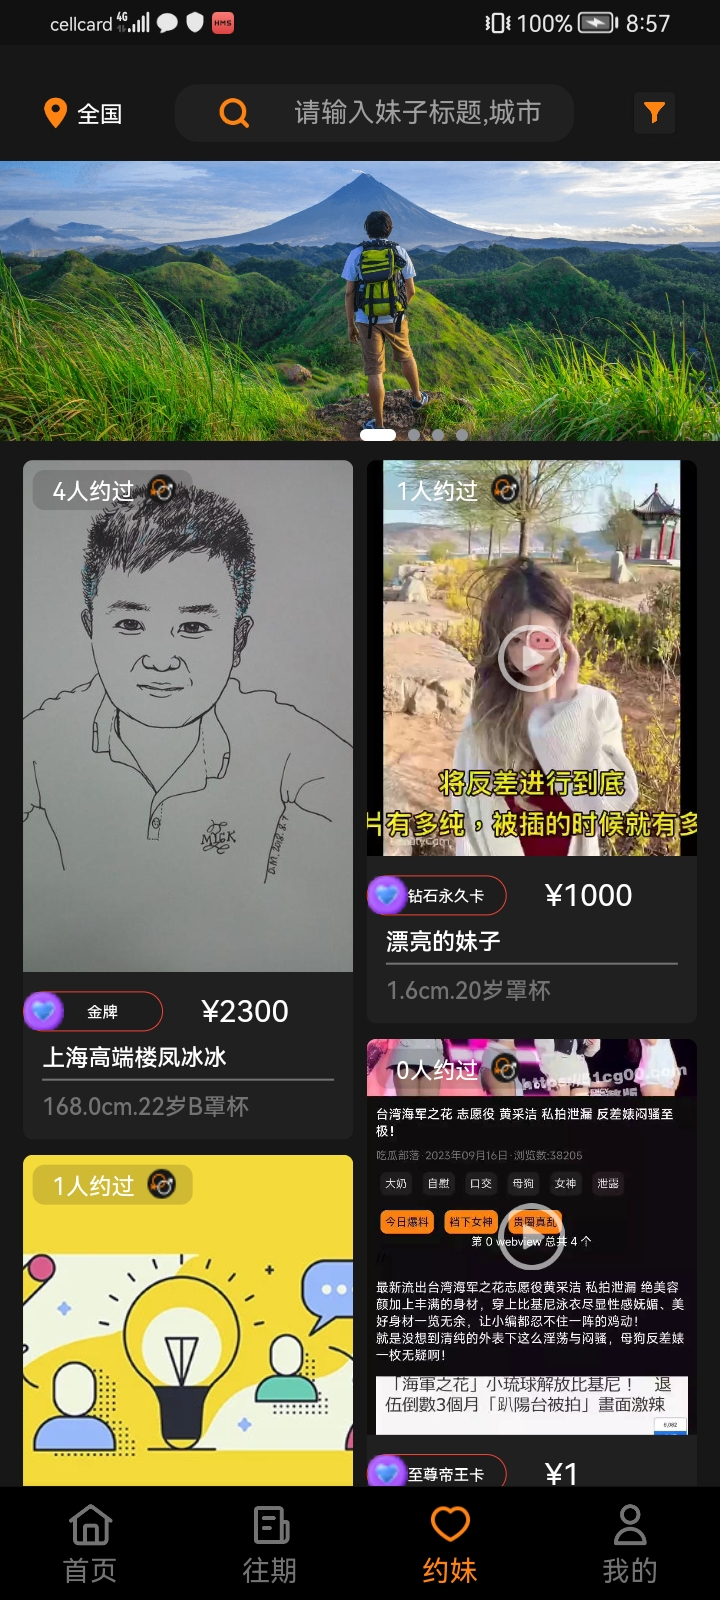 cellcard 4G HMS 100% 8:57
全国
请输入妹子标题,城市
4人约过
MICK
D.M. 2018.8.7
金牌 ¥2300
上海高端楼凤冰冰
168.0cm.22岁B罩杯
1人约过
1人约过
将反差进行到底
片有多纯，被插的时候就有多
钻石永久卡 ¥1000
漂亮的妹子
1.6cm.20岁罩杯
0人约过
https://51cg00.com
台湾海军之花 志愿役 黄采洁 私拍泄漏 反差婊闷骚至
极！
吃瓜部落·2023年09月16日·浏览数:38205
大奶 自慰 口交 母狗 女神 泄露
今日爆料 裆下女神 贵圈真乱
第 0 webview 总共 4 个
最新流出台湾海军之花志愿役黄采洁 私拍泄漏 绝美容
颜加上丰满的身材，穿上比基尼泳衣尽显性感妩媚、美
好身材一览无余，让小编都忍不住一阵的鸡动！
就是没想到清纯的外表下这么淫荡与闷骚，母狗反差婊
一枚无疑啊！
「海軍之花」小琉球解放比基尼！ 退
伍倒數3個月「趴陽台被拍」畫面激辣
6,082
至尊帝王卡 ¥1
首页 往期 约妹 我的